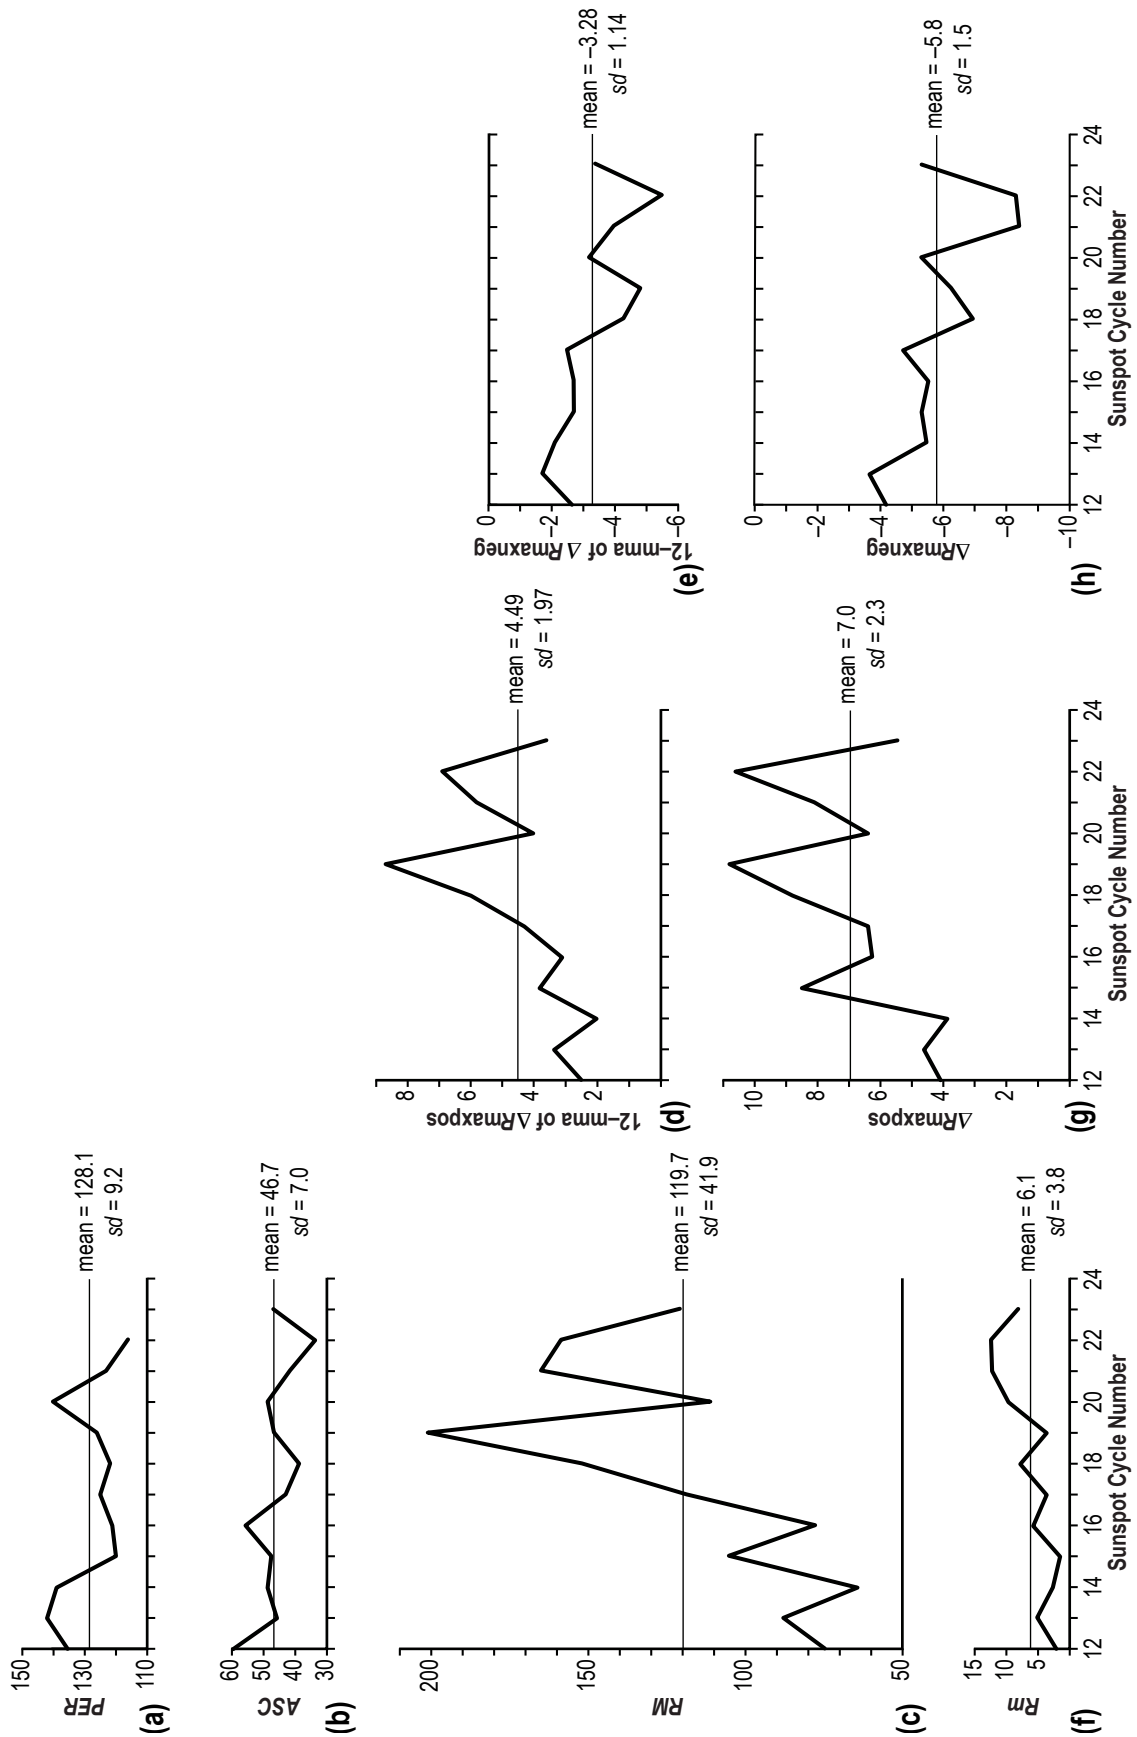 150
130
110
PER
(a)
mean = 128.1
sd = 9.2
60
50
40
30
ASC
(b)
mean = 46.7
sd = 7.0
200
150
100
50
RM
(c)
mean = 119.7
sd = 41.9
15
10
5
0
Rm
(f)
mean = 6.1
sd = 3.8
12 14 16 18 20 22 24
Sunspot Cycle Number
8
6
4
2
12–mma of ΔRmaxpos
(d)
mean = 4.49
sd = 1.97
10
8
6
4
2
ΔRmaxpos
(g)
mean = 7.0
sd = 2.3
12 14 16 18 20 22 24
Sunspot Cycle Number
0
–2
–4
–6
12–mma of ΔRmaxneg
(e)
mean = –3.28
sd = 1.14
0
–2
–4
–6
–8
–10
ΔRmaxneg
(h)
mean = –5.8
sd = 1.5
12 14 16 18 20 22 24
Sunspot Cycle Number